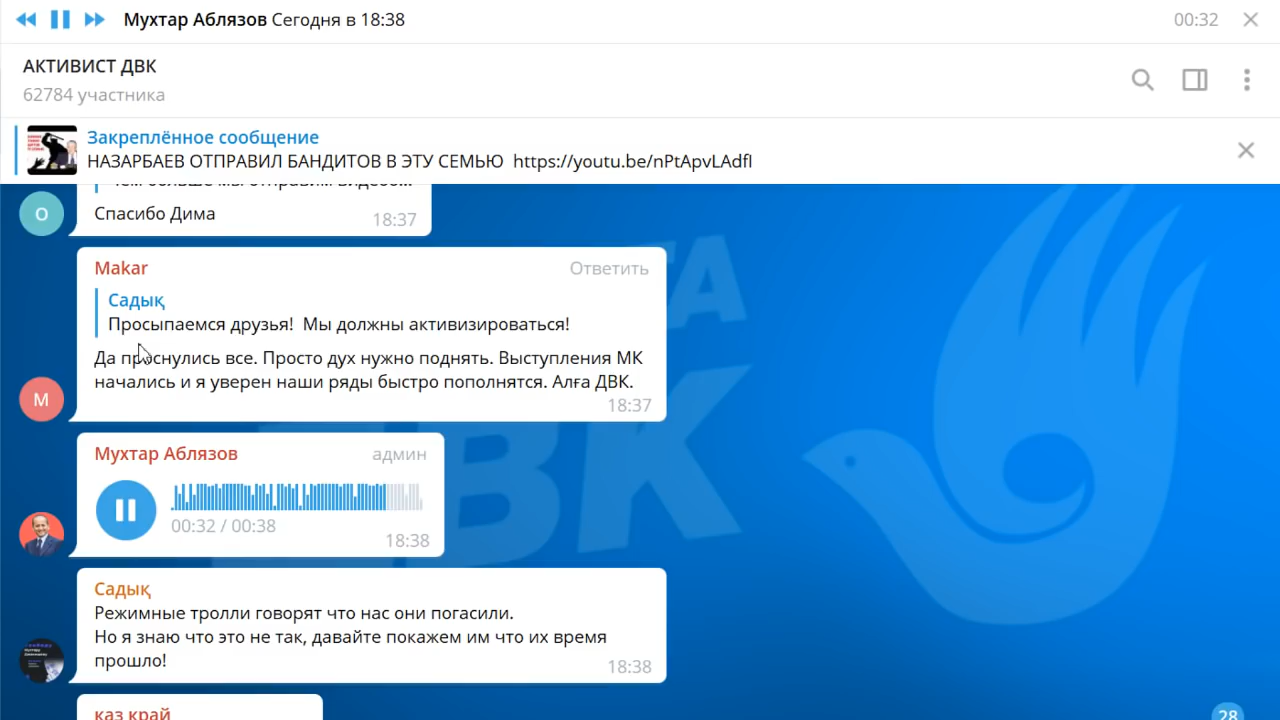 Мухтар Аблязов Сегодня в 18:38
00:32
АКТИВИСТ ДВК
62784 участника
Закреплённое сообщение
НАЗАРБАЕВ ОТПРАВИЛ БАНДИТОВ В ЭТУ СЕМЬЮ https://youtu.be/nPtApvLAdfI
О
Спасибо Дима
18:37
Makar
Ответить
Садық
Просыпаемся друзья! Мы должны активизироваться!
Да проснулись все. Просто дух нужно поднять. Выступления МК
начались и я уверен наши ряды быстро пополнятся. Алға ДВК.
M
18:37
Мухтар Аблязов
админ
00:32 / 00:38
18:38
Садық
Режимные тролли говорят что нас они погасили.
Но я знаю что это не так, давайте покажем им что их время
прошло!
18:38
каз край
28
ДВК